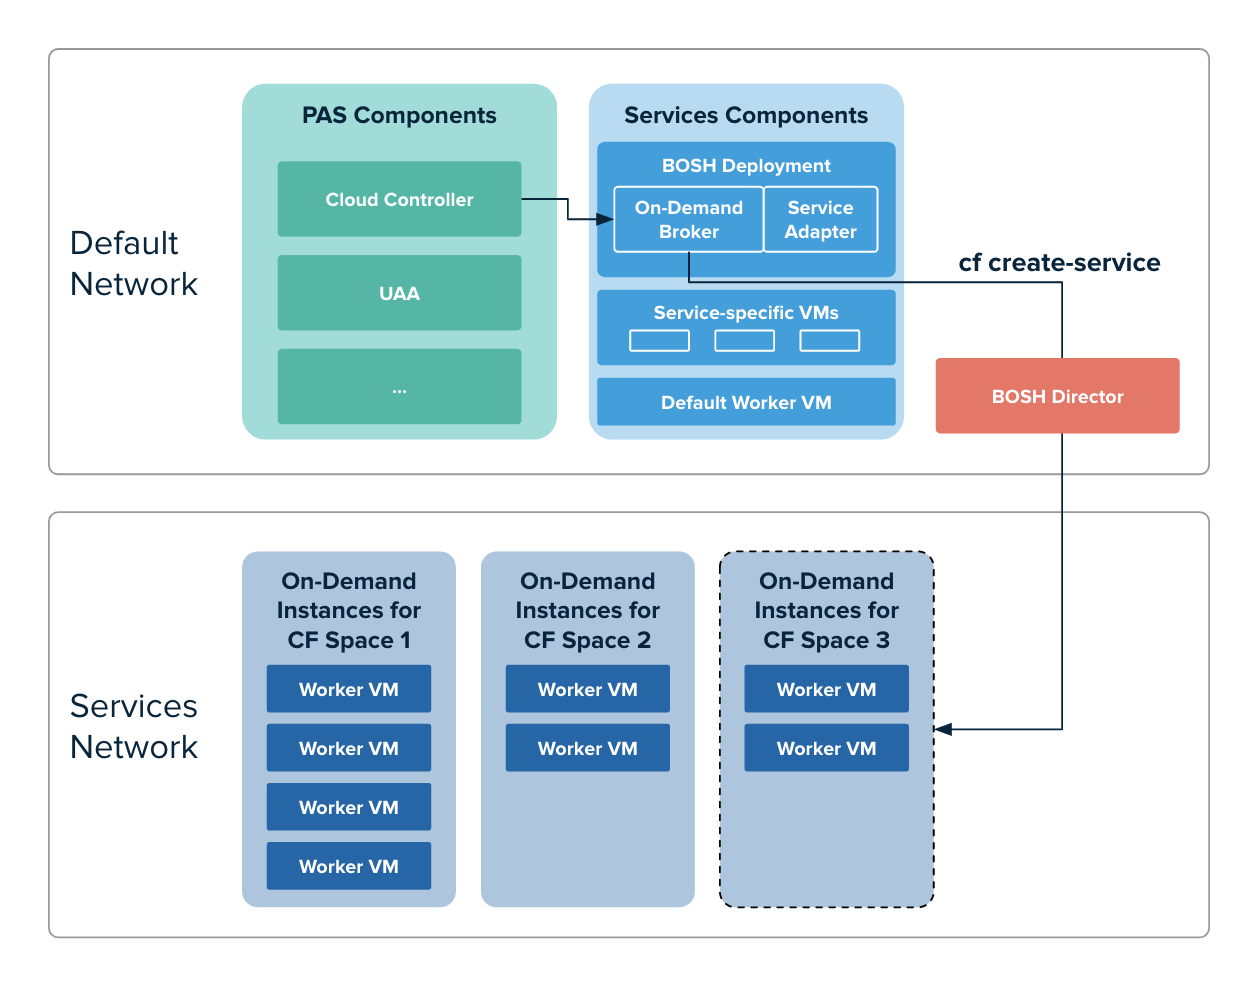 Default
Network
PAS Components
Cloud Controller
UAA
...
Services Components
BOSH Deployment
On-Demand
Broker
Service
Adapter
Service-specific VMs
Default Worker VM
cf create-service
BOSH Director
Services
Network
On-Demand
Instances for
CF Space 1
Worker VM
Worker VM
Worker VM
Worker VM
On-Demand
Instances for
CF Space 2
Worker VM
Worker VM
On-Demand
Instances for
CF Space 3
Worker VM
Worker VM